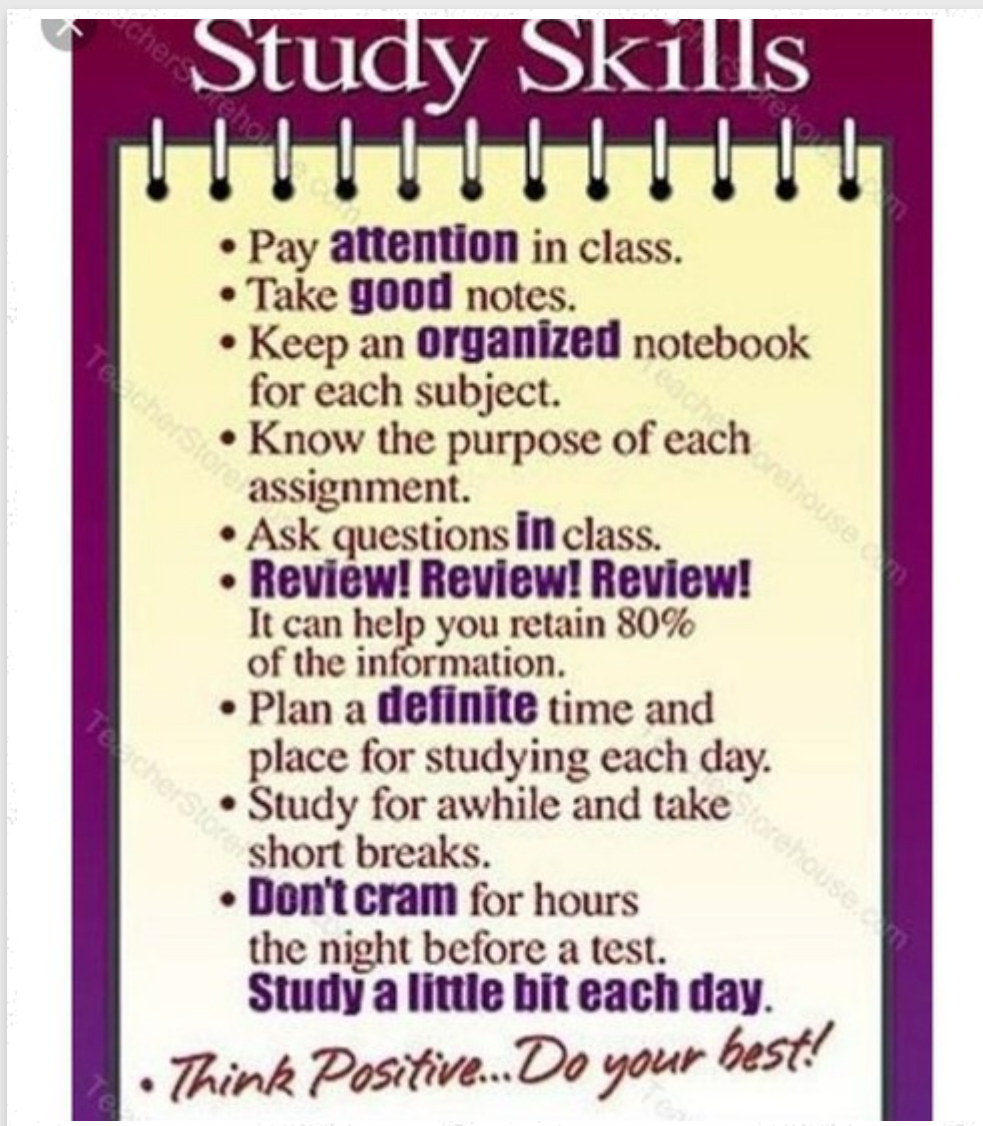 Study Skills
• Pay attention in class.
• Take good notes.
• Keep an organized notebook
for each subject.
• Know the purpose of each
assignment.
• Ask questions in class.
• Review! Review! Review!
It can help you retain 80%
of the information.
• Plan a definite time and
place for studying each day.
• Study for awhile and take
short breaks.
• Don't cram for hours
the night before a test.
Study a little bit each day.
• Think Positive...Do your best!
TeacherStorehouse.com